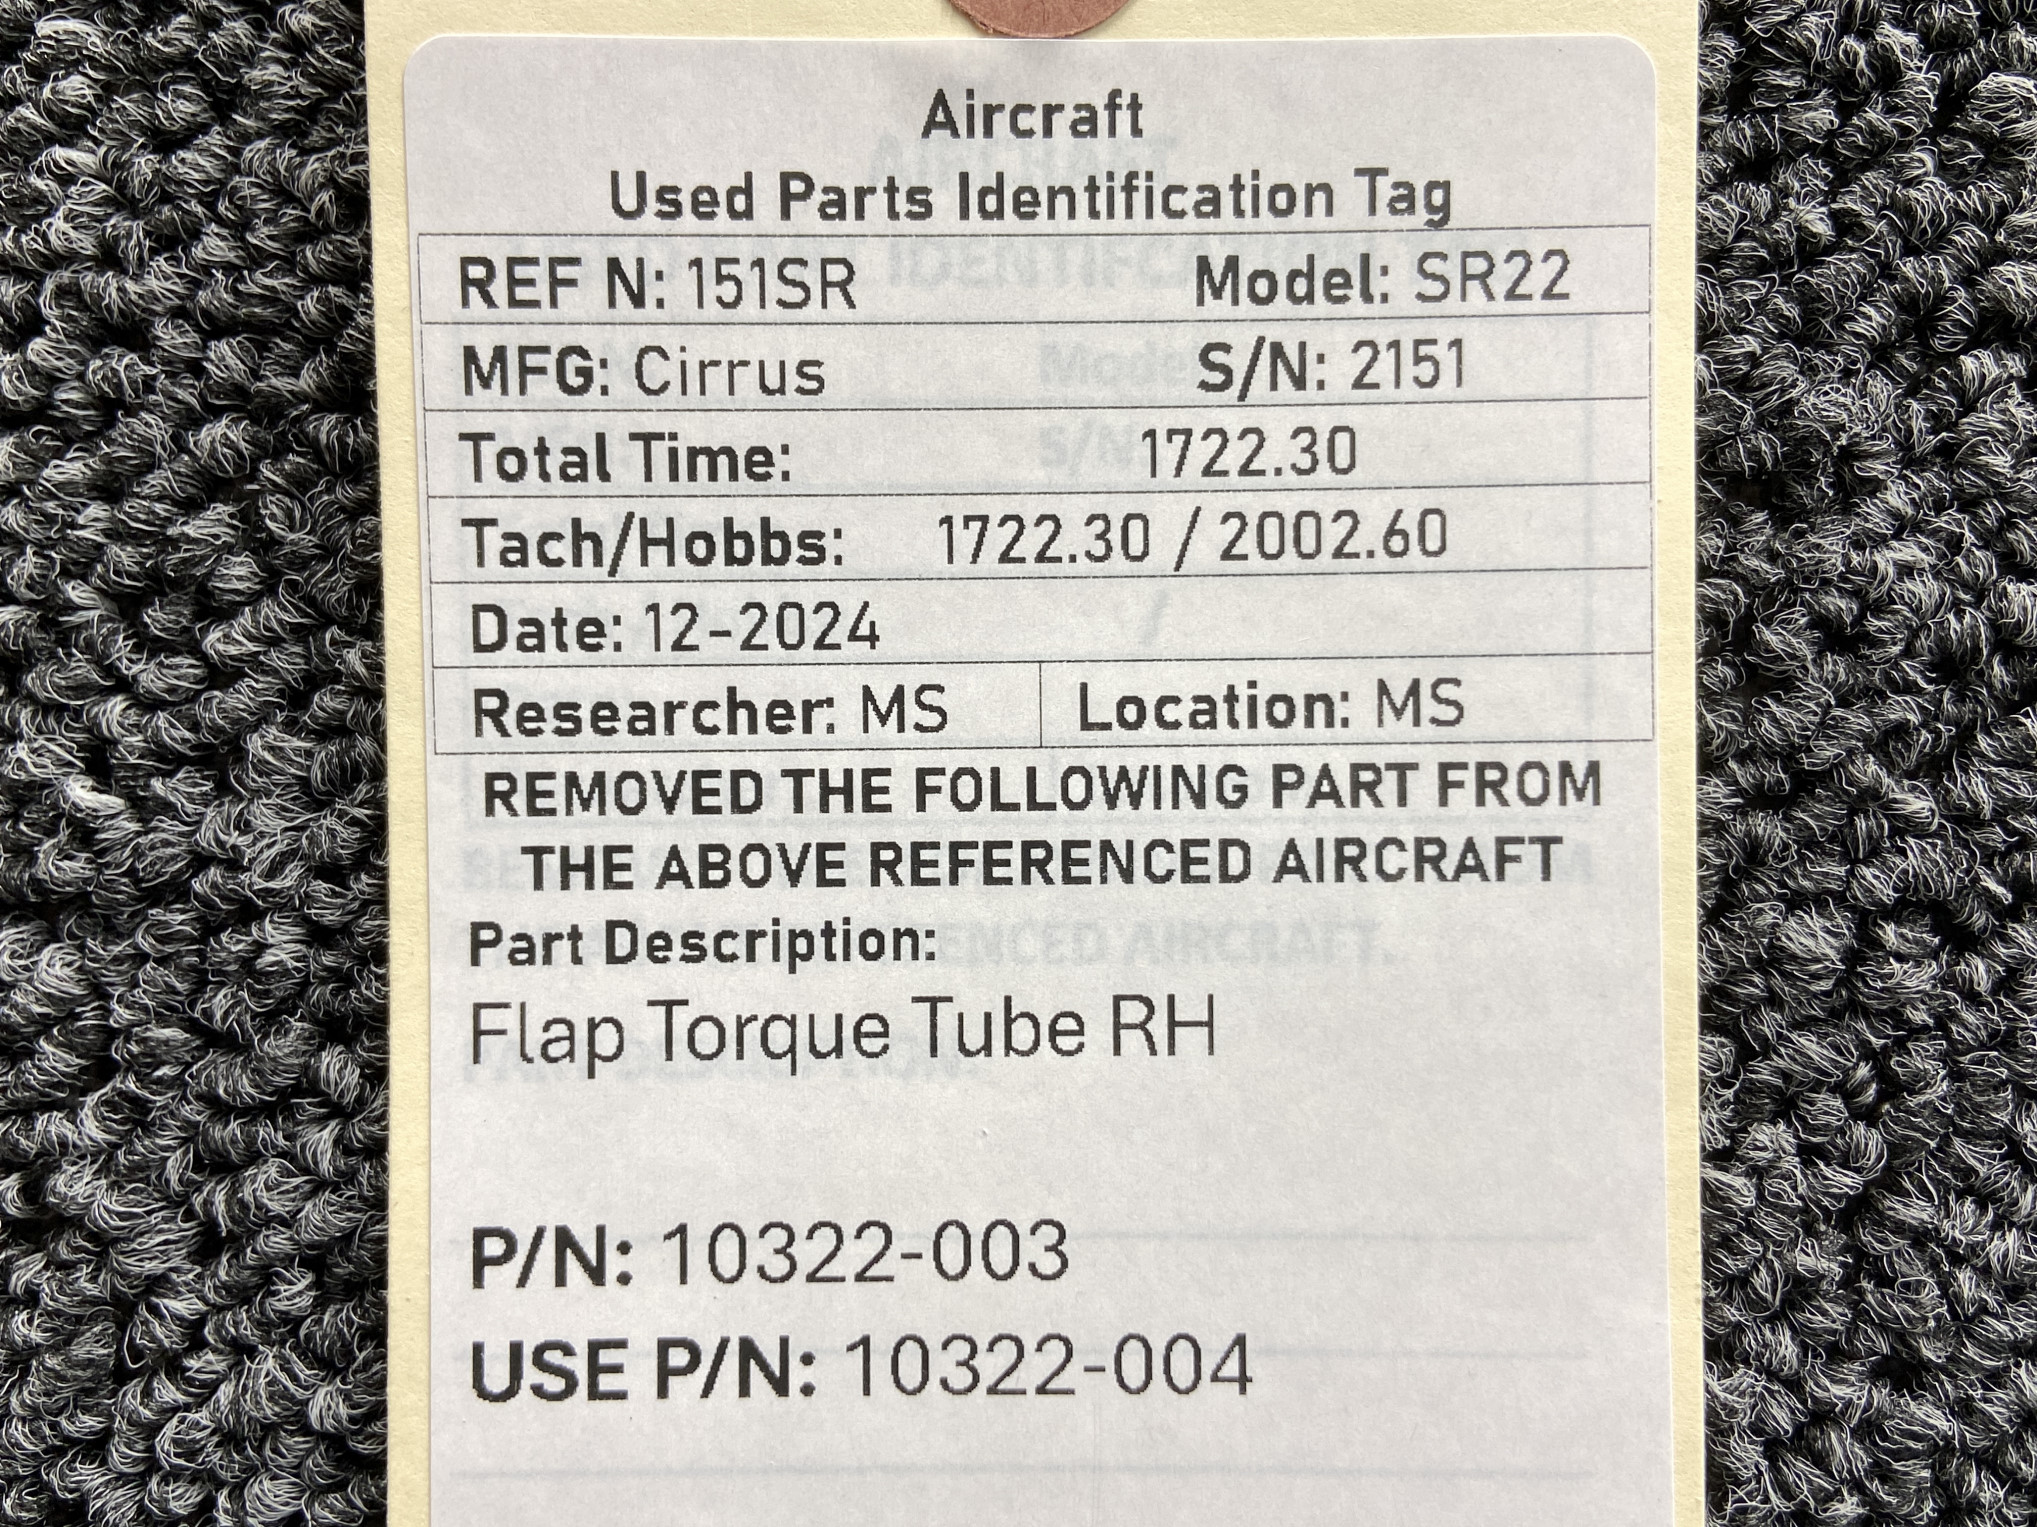 Aircraft
Used Parts Identification Tag
REF N: 151SR Model: SR22
MFG: Cirrus S/N: 2151
Total Time: 1722.30
Tach/Hobbs: 1722.30 / 2002.60
Date: 12-2024
Researcher: MS Location: MS
REMOVED THE FOLLOWING PART FROM
THE ABOVE REFERENCED AIRCRAFT
Part Description:
Flap Torque Tube RH
P/N: 10322-003
USE P/N: 10322-004